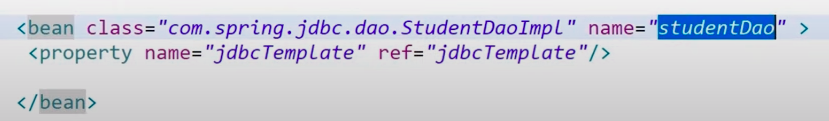 <bean class="com.spring.jdbc.dao.StudentDaoImpl" name="studentDao" >
<property name="jdbcTemplate" ref="jdbcTemplate"/>
</bean>